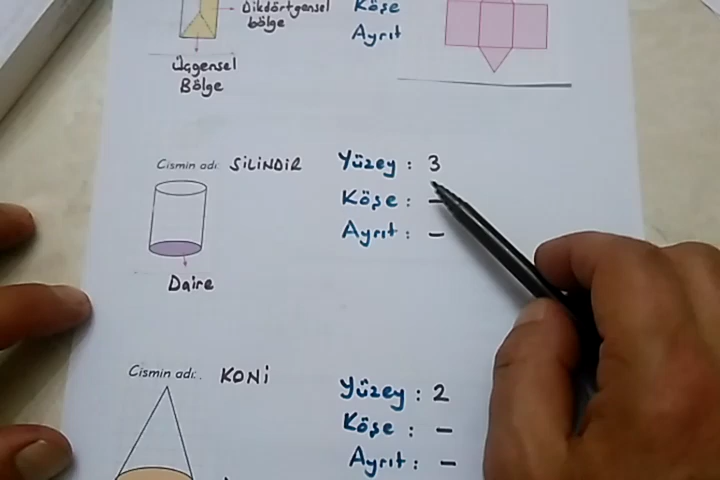 Dikdörtgensel
bölge
Köşe
Ayrıt
Üçgensel
Bölge
Cismin adı: SİLİNDİR
Yüzey : 3
Köşe : -
Ayrıt : -
Daire
Cismin adı: KONİ
Yüzey : 2
Köşe : -
Ayrıt : -